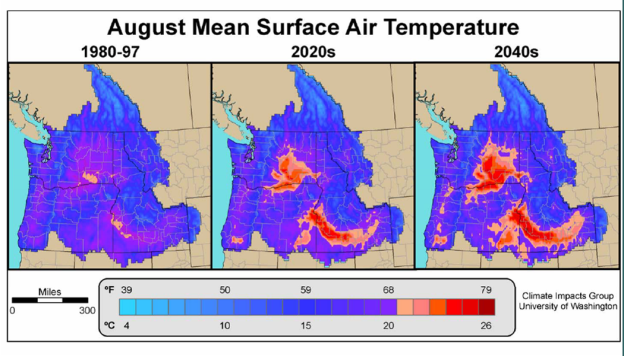 August Mean Surface Air Temperature
1980-97 2020s 2040s
Miles
0 300
°F 39 50 59 68 79
°C 4 10 15 20 26
Climate Impacts Group
University of Washington